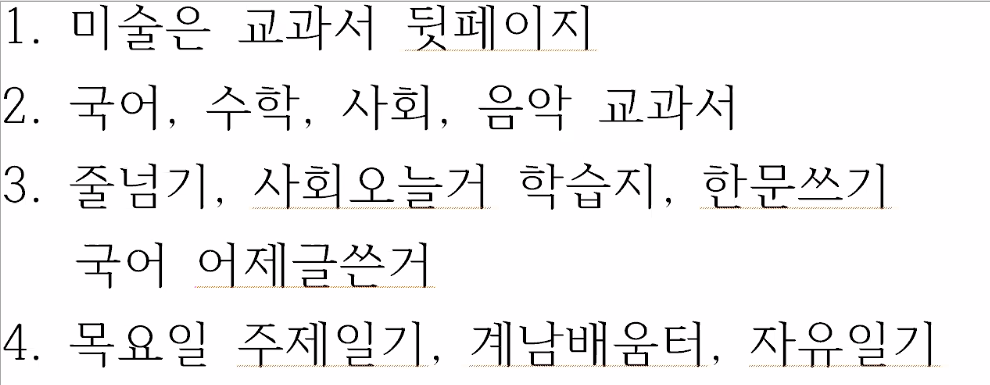 1. 미술은 교과서 뒷페이지
2. 국어, 수학, 사회, 음악 교과서
3. 줄넘기, 사회오늘거 학습지, 한문쓰기
국어 어제글쓴거
4. 목요일 주제일기, 계남배움터, 자유일기